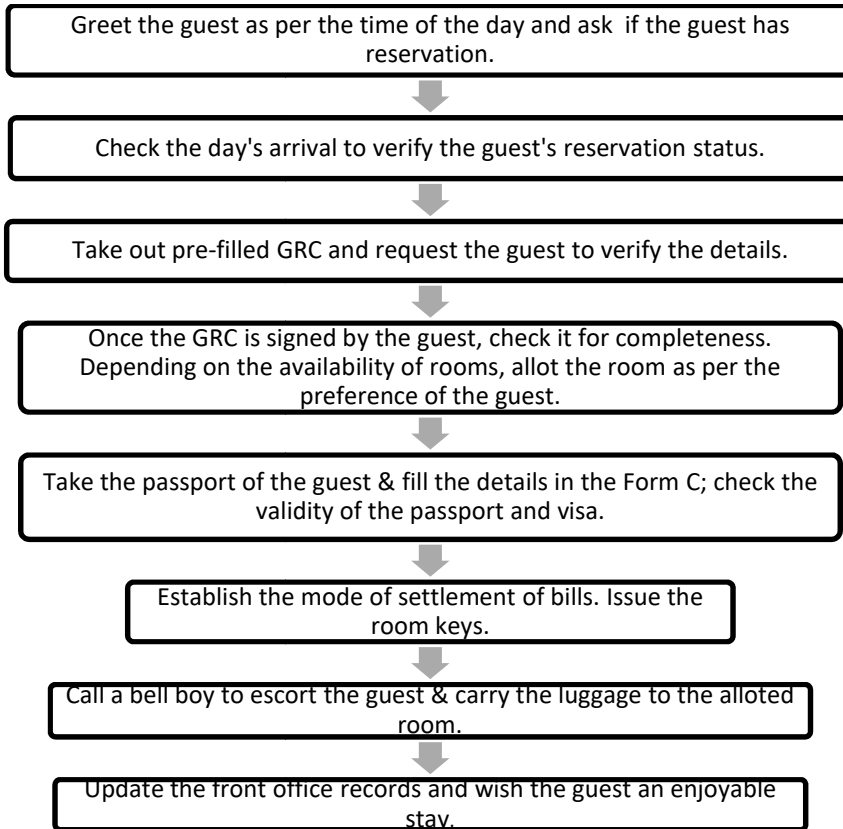 Greet the guest as per the time of the day and ask  if the guest has
reservation.
Check the day's arrival to verify the guest's reservation status.
Take out pre-filled GRC and request the guest to verify the details.
Once the GRC is signed by the guest, check it for completeness.
Depending on the availability of rooms, allot the room as per the
preference of the guest.
Take the passport of the guest & fill the details in the Form C; check the
validity of the passport and visa.
Establish the mode of settlement of bills. Issue the
room keys.
Call a bell boy to escort the guest & carry the luggage to the alloted
room.
Update the front office records and wish the guest an enjoyable
stay.